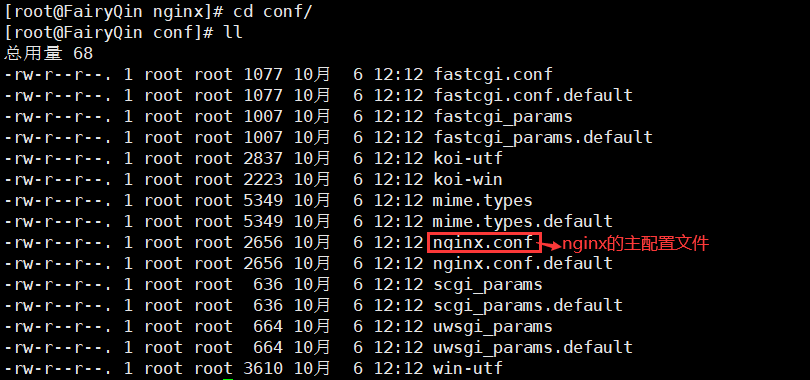 [root@FairyQin nginx]# cd conf/
[root@FairyQin conf]# ll
总用量 68
-rw-r--r--. 1 root root 1077 10月  6 12:12 fastcgi.conf
-rw-r--r--. 1 root root 1077 10月  6 12:12 fastcgi.conf.default
-rw-r--r--. 1 root root 1007 10月  6 12:12 fastcgi_params
-rw-r--r--. 1 root root 1007 10月  6 12:12 fastcgi_params.default
-rw-r--r--. 1 root root 2837 10月  6 12:12 koi-utf
-rw-r--r--. 1 root root 2223 10月  6 12:12 koi-win
-rw-r--r--. 1 root root 5349 10月  6 12:12 mime.types
-rw-r--r--. 1 root root 5349 10月  6 12:12 mime.types.default
-rw-r--r--. 1 root root 2656 10月  6 12:12 nginx.conf nginx的主配置文件
-rw-r--r--. 1 root root 2656 10月  6 12:12 nginx.conf.default
-rw-r--r--. 1 root root  636 10月  6 12:12 scgi_params
-rw-r--r--. 1 root root  636 10月  6 12:12 scgi_params.default
-rw-r--r--. 1 root root  664 10月  6 12:12 uwsgi_params
-rw-r--r--. 1 root root  664 10月  6 12:12 uwsgi_params.default
-rw-r--r--. 1 root root 3610 10月  6 12:12 win-utf